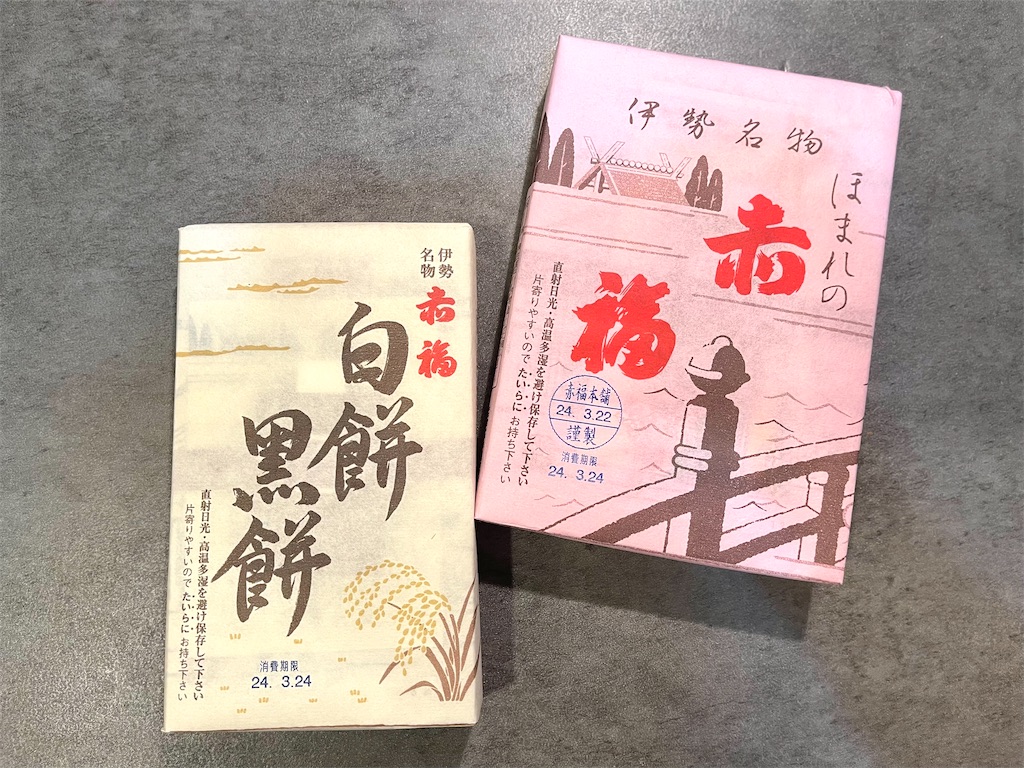 伊勢名物
赤福
白餅
黒餅
直射日光・高温多湿を避け保存して下さい
片寄りやすいので たいらに お持ち下さい
消費期限
24. 3.24
伊勢名物
ほまれの
赤福
直射日光・高温多湿を避け保存して下さい
片寄りやすいので たいらに お持ち下さい
赤福本舗
24. 3.22
謹製
消費期限
24. 3.24